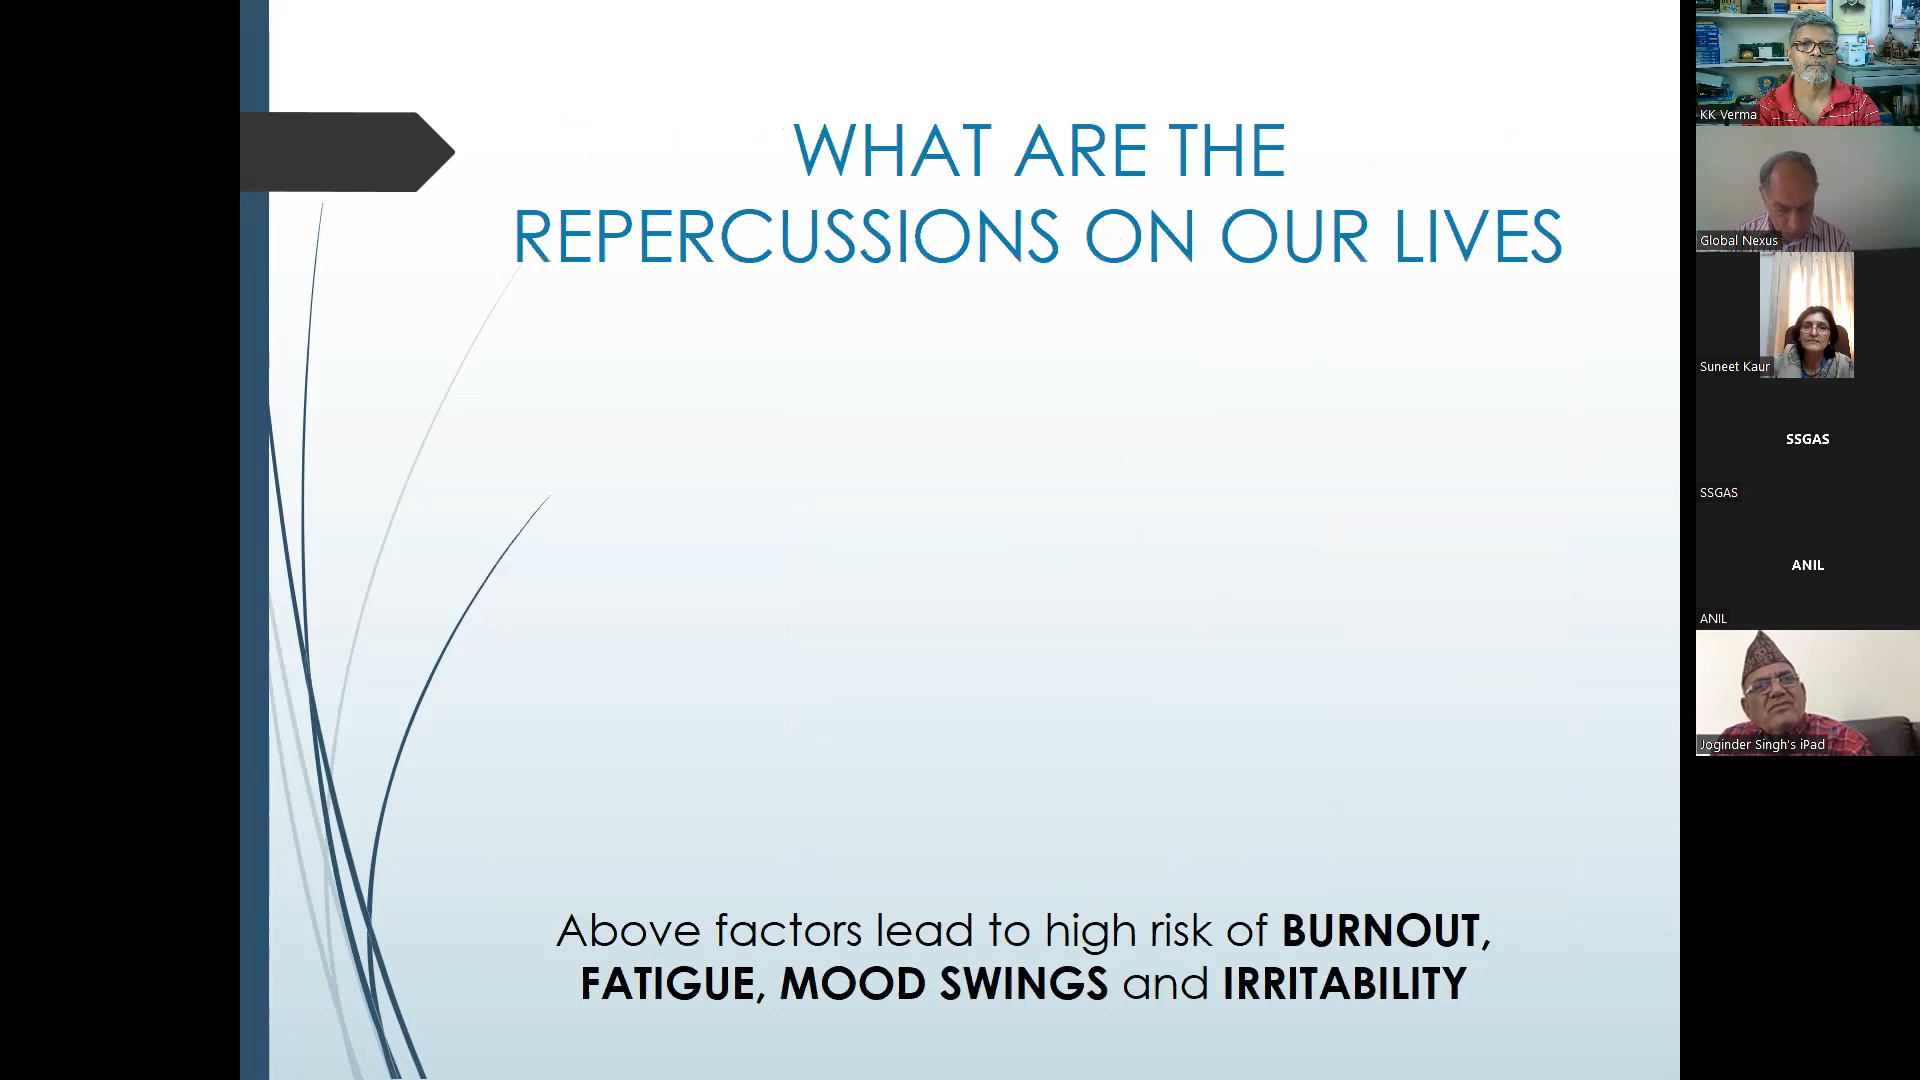 WHAT ARE THE
REPERCUSSIONS ON OUR LIVES
Above factors lead to high risk of BURNOUT,
FATIGUE, MOOD SWINGS and IRRITABILITY
KK Verma
Global Nexus
Suneet Kaur
SSGAS
SSGAS
ANIL
ANIL
Joginder Singh's iPad